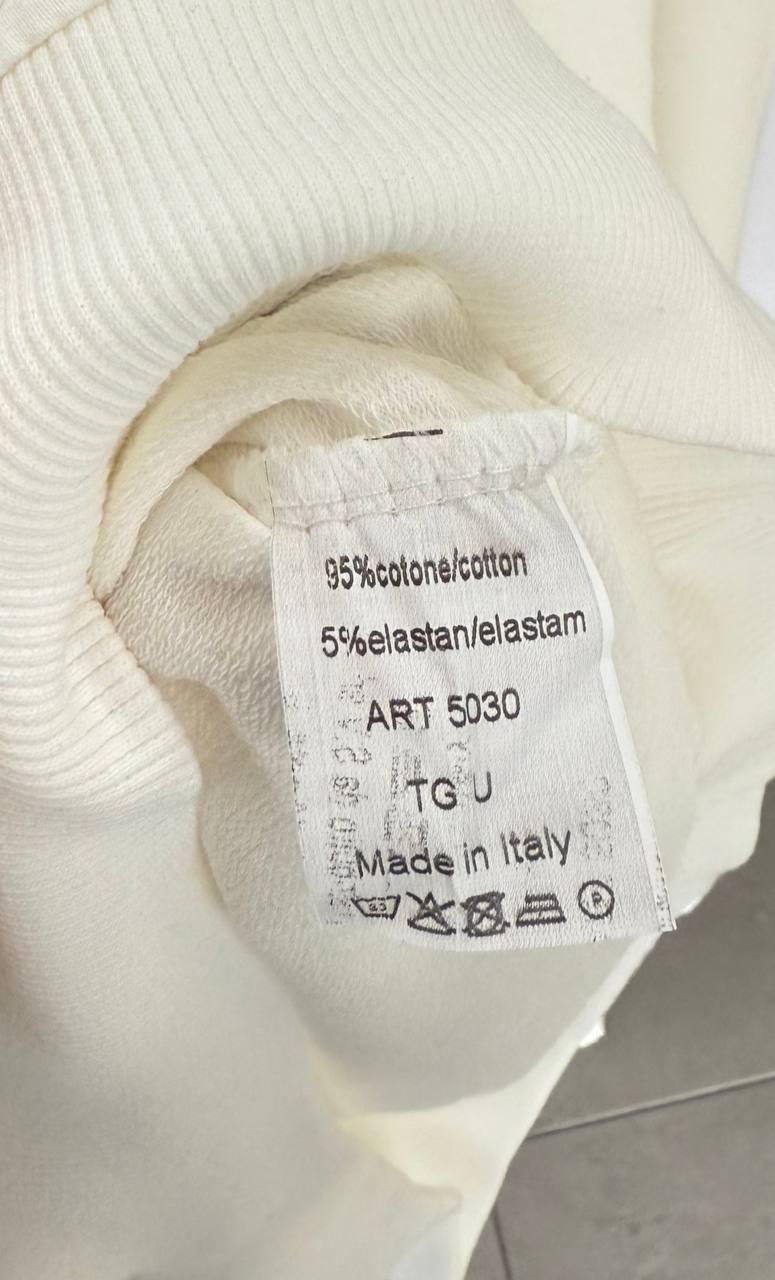 95%cotone/cotton
5%elastan/elastam
ART 5030
TG U
Made in Italy
P